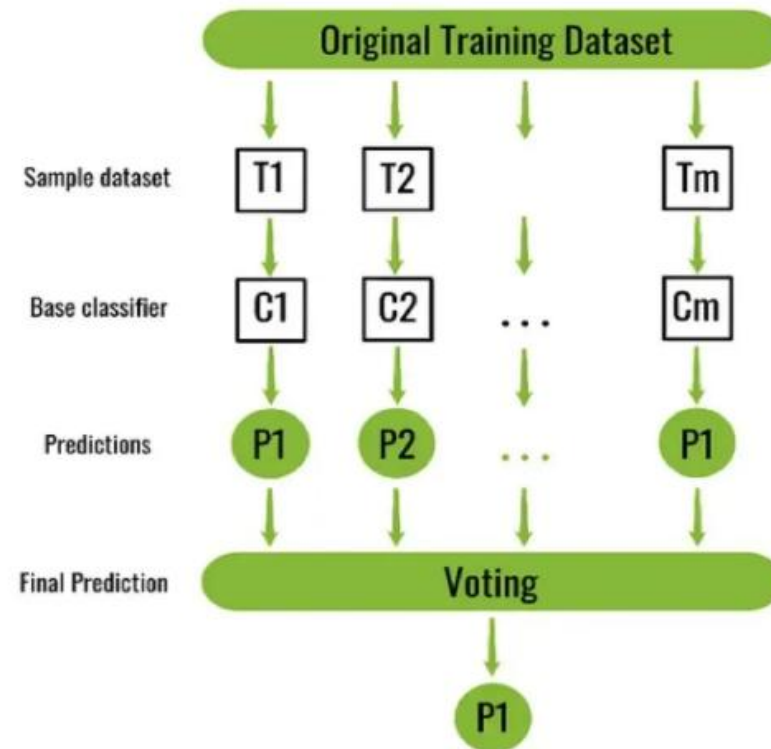 Original Training Dataset
Sample dataset T1 T2 Tm
Base classifier C1 C2 ... Cm
Predictions P1 P2 ... P1
Final Prediction Voting
P1